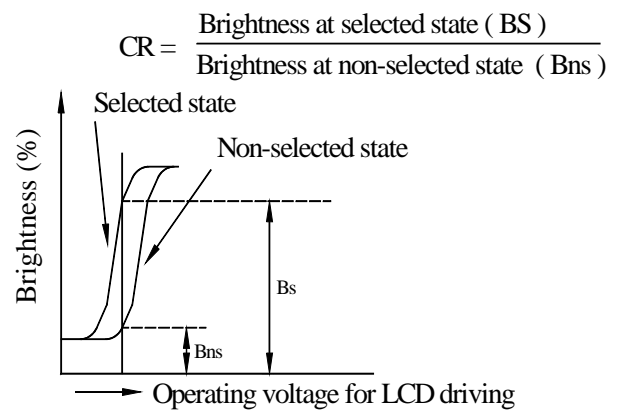 CR = Brightness at selected state ( BS )
Brightness at non-selected state ( Bns )
Selected state
Non-selected state
Brightness (%)
Bs
Bns
Operating voltage for LCD driving